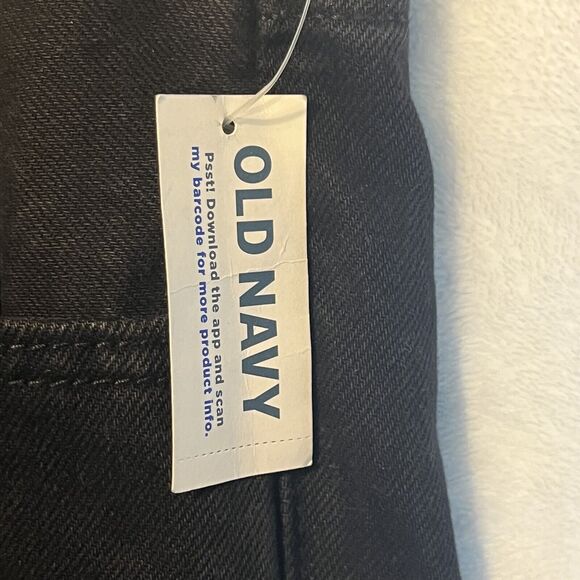 OLD NAVY
Psst! Download the app and scan
my barcode for more product info.